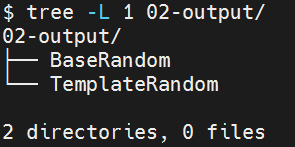 $ tree -L 1 02-output/
02-output/
├── BaseRandom
└── TemplateRandom

2 directories, 0 files